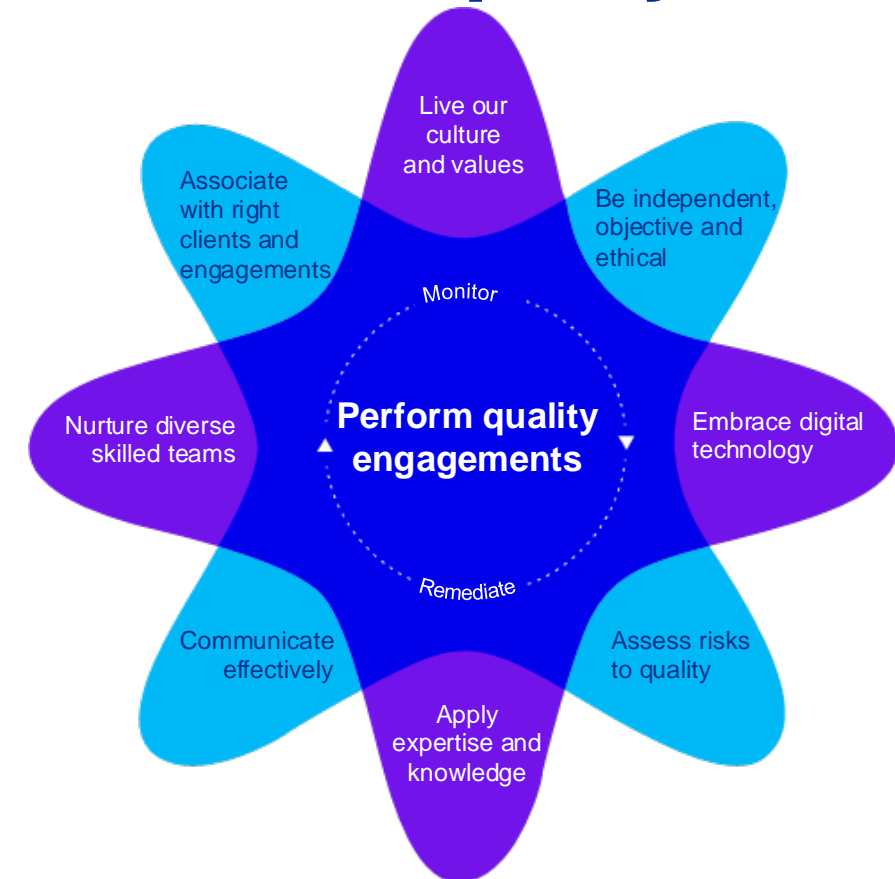 Live our
culture
and values
Be independent,
objective and
ethical
Embrace digital
technology
Assess risks
to quality
Apply
expertise and
knowledge
Communicate
effectively
Nurture diverse
skilled teams
Associate
with right
clients and
engagements
Monitor
Perform quality
engagements
Remediate